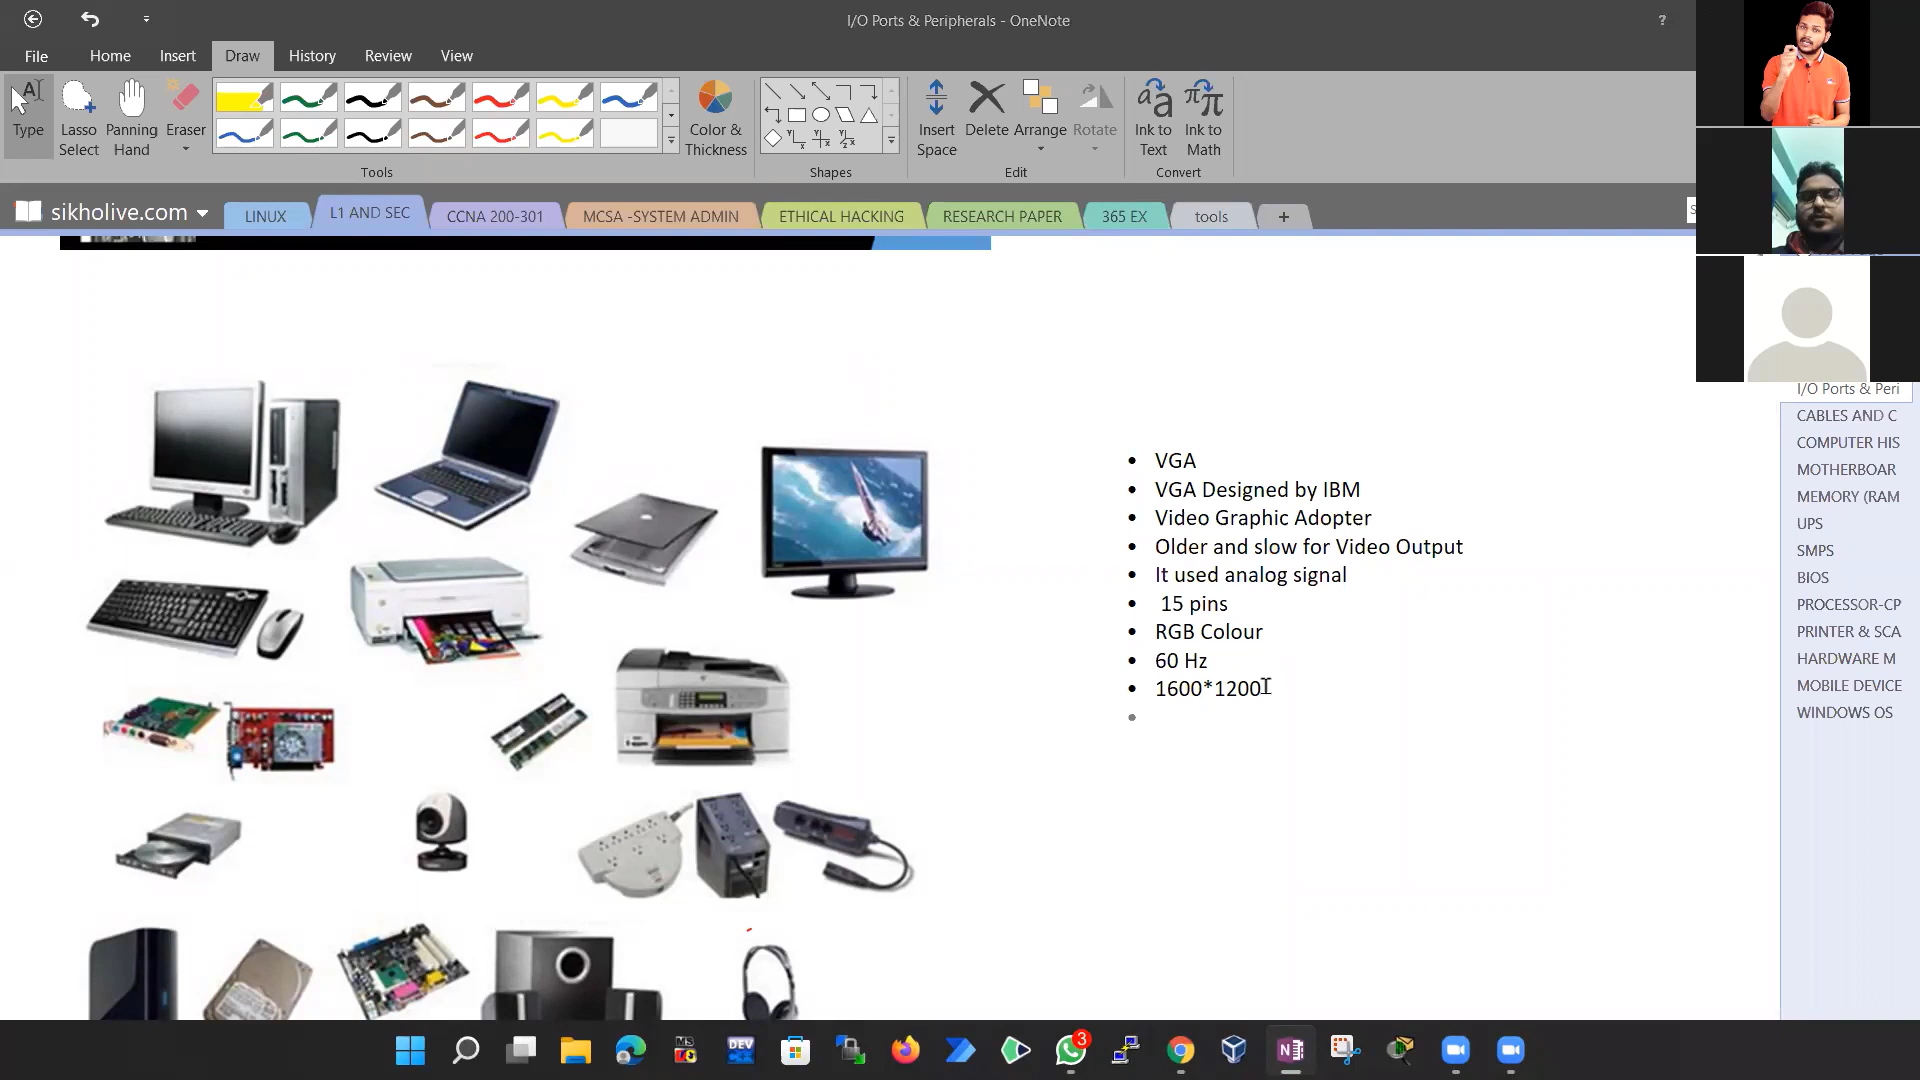 I/O Ports & Peripherals - OneNote
?
File
Home
Insert
Draw
History
Review
View
Type
Lasso
Select
Panning
Hand
Eraser
Color &
Thickness
Insert
Space
Delete
Arrange
Rotate
Ink to
Text
Ink to
Math
Tools
Shapes
Edit
Convert
sikholive.com
LINUX
L1 AND SEC
CCNA 200-301
MCSA -SYSTEM ADMIN
ETHICAL HACKING
RESEARCH PAPER
365 EX
tools
+
• VGA
• VGA Designed by IBM
• Video Graphic Adopter
• Older and slow for Video Output
• It used analog signal
• 15 pins
• RGB Colour
• 60 Hz
• 1600*1200
•
I/O Ports & Peri
CABLES AND C
COMPUTER HIS
MOTHERBOAR
MEMORY (RAM
UPS
SMPS
BIOS
PROCESSOR-CP
PRINTER & SCA
HARDWARE M
MOBILE DEVICE
WINDOWS OS
DEV
3